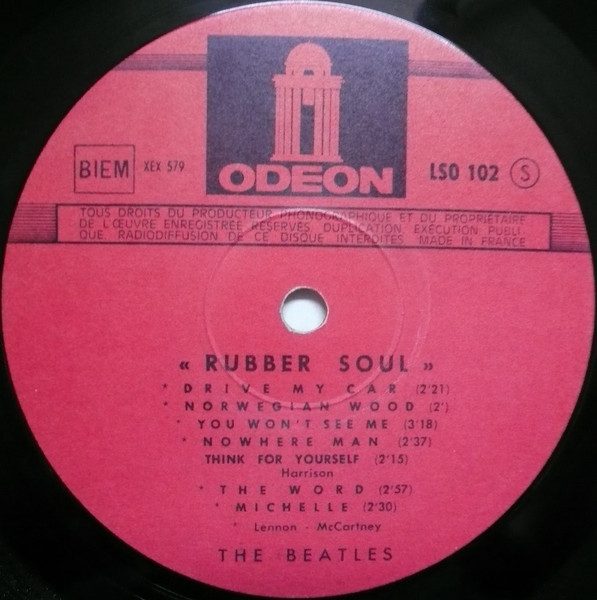 ODEON
BIEM
XEX 579
LSO 102 S
TOUS DROITS DU PRODUCTEUR PHONOGRAPHIQUE ET DU PROPRIÉTAIRE
DE L'ŒUVRE ENREGISTRÉE RÉSERVÉS. DUPLICATION, EXÉCUTION PUBLI-
QUE, RADIODIFFUSION DE CE DISQUE INTERDITES. MADE IN FRANCE
« RUBBER SOUL »
* DRIVE MY CAR (2'21)
* NORWEGIAN WOOD (2')
* YOU WON'T SEE ME (3'18)
* NOWHERE MAN (2'37)
THINK FOR YOURSELF (2'15)
Harrison
* THE WORD (2'57)
* MICHELLE (2'30)
* Lennon - McCartney
THE BEATLES